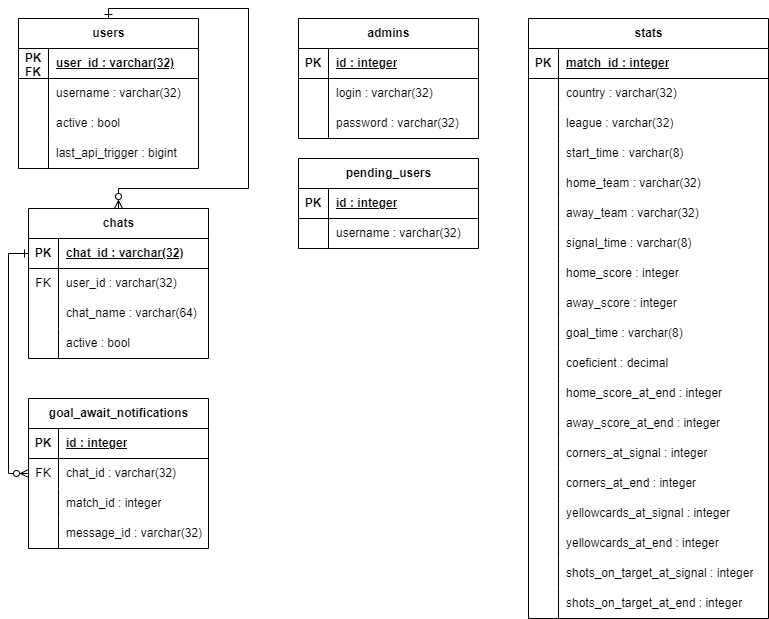 users
PK
FK
user_id : varchar(32)
username : varchar(32)
active : bool
last_api_trigger : bigint
chats
PK chat_id : varchar(32)
FK user_id : varchar(32)
chat_name : varchar(64)
active : bool
goal_await_notifications
PK id : integer
FK chat_id : varchar(32)
match_id : integer
message_id : varchar(32)
admins
PK id : integer
login : varchar(32)
password : varchar(32)
pending_users
PK id : integer
username : varchar(32)
stats
PK match_id : integer
country : varchar(32)
league : varchar(32)
start_time : varchar(8)
home_team : varchar(32)
away_team : varchar(32)
signal_time : varchar(8)
home_score : integer
away_score : integer
goal_time : varchar(8)
coeficient : decimal
home_score_at_end : integer
away_score_at_end : integer
corners_at_signal : integer
corners_at_end : integer
yellowcards_at_signal : integer
yellowcards_at_end : integer
shots_on_target_at_signal : integer
shots_on_target_at_end : integer